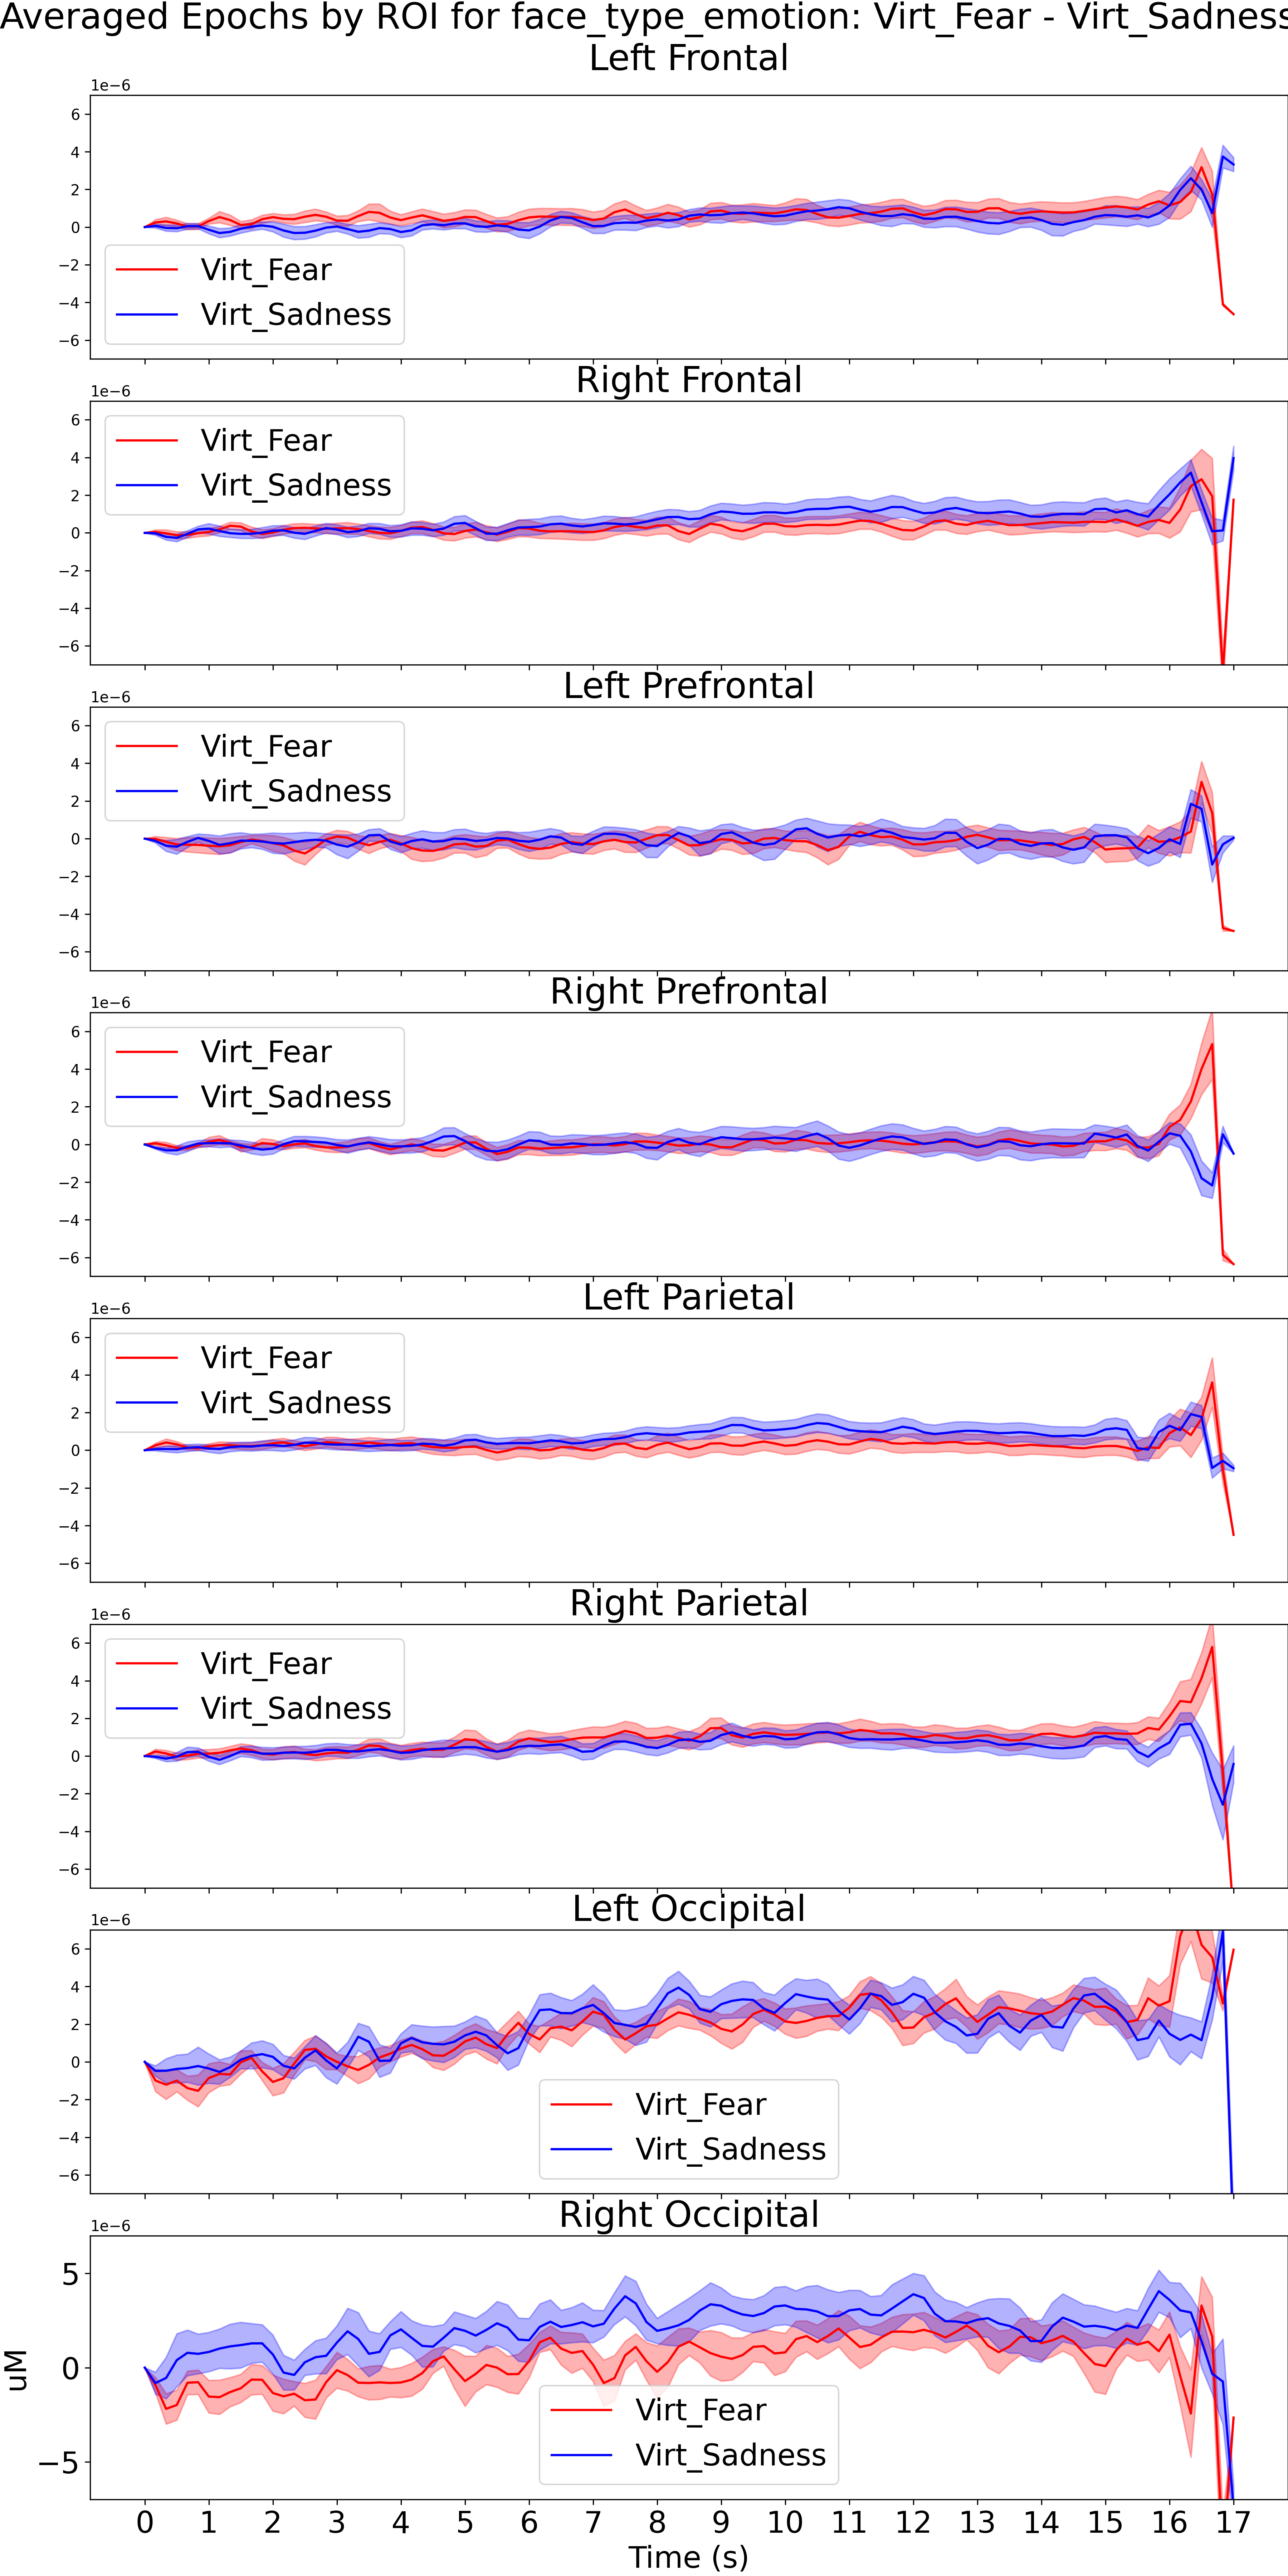 Averaged Epochs by ROI for face_type_emotion: Virt_Fear - Virt_Sadness
Left Frontal
1e−6
6
4
2
0
−2
−4
−6
Virt_Fear
Virt_Sadness
Right Frontal
1e−6
6
4
2
0
−2
−4
−6
Virt_Fear
Virt_Sadness
Left Prefrontal
1e−6
6
4
2
0
−2
−4
−6
Virt_Fear
Virt_Sadness
Right Prefrontal
1e−6
6
4
2
0
−2
−4
−6
Virt_Fear
Virt_Sadness
Left Parietal
1e−6
6
4
2
0
−2
−4
−6
Virt_Fear
Virt_Sadness
Right Parietal
1e−6
6
4
2
0
−2
−4
−6
Virt_Fear
Virt_Sadness
Left Occipital
1e−6
6
4
2
0
−2
−4
−6
Virt_Fear
Virt_Sadness
Right Occipital
1e−6
5
0
−5
uM
Virt_Fear
Virt_Sadness
0 1 2 3 4 5 6 7 8 9 10 11 12 13 14 15 16 17
Time (s)